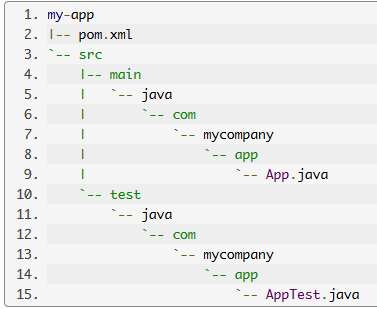 1. my-app
2. |-- pom.xml
3. `-- src
4.     |-- main
5.     |   `-- java
6.     |       `-- com
7.     |           `-- mycompany
8.     |               `-- app
9.     |                   `-- App.java
10.     `-- test
11.         `-- java
12.             `-- com
13.                 `-- mycompany
14.                     `-- app
15.                         `-- AppTest.java